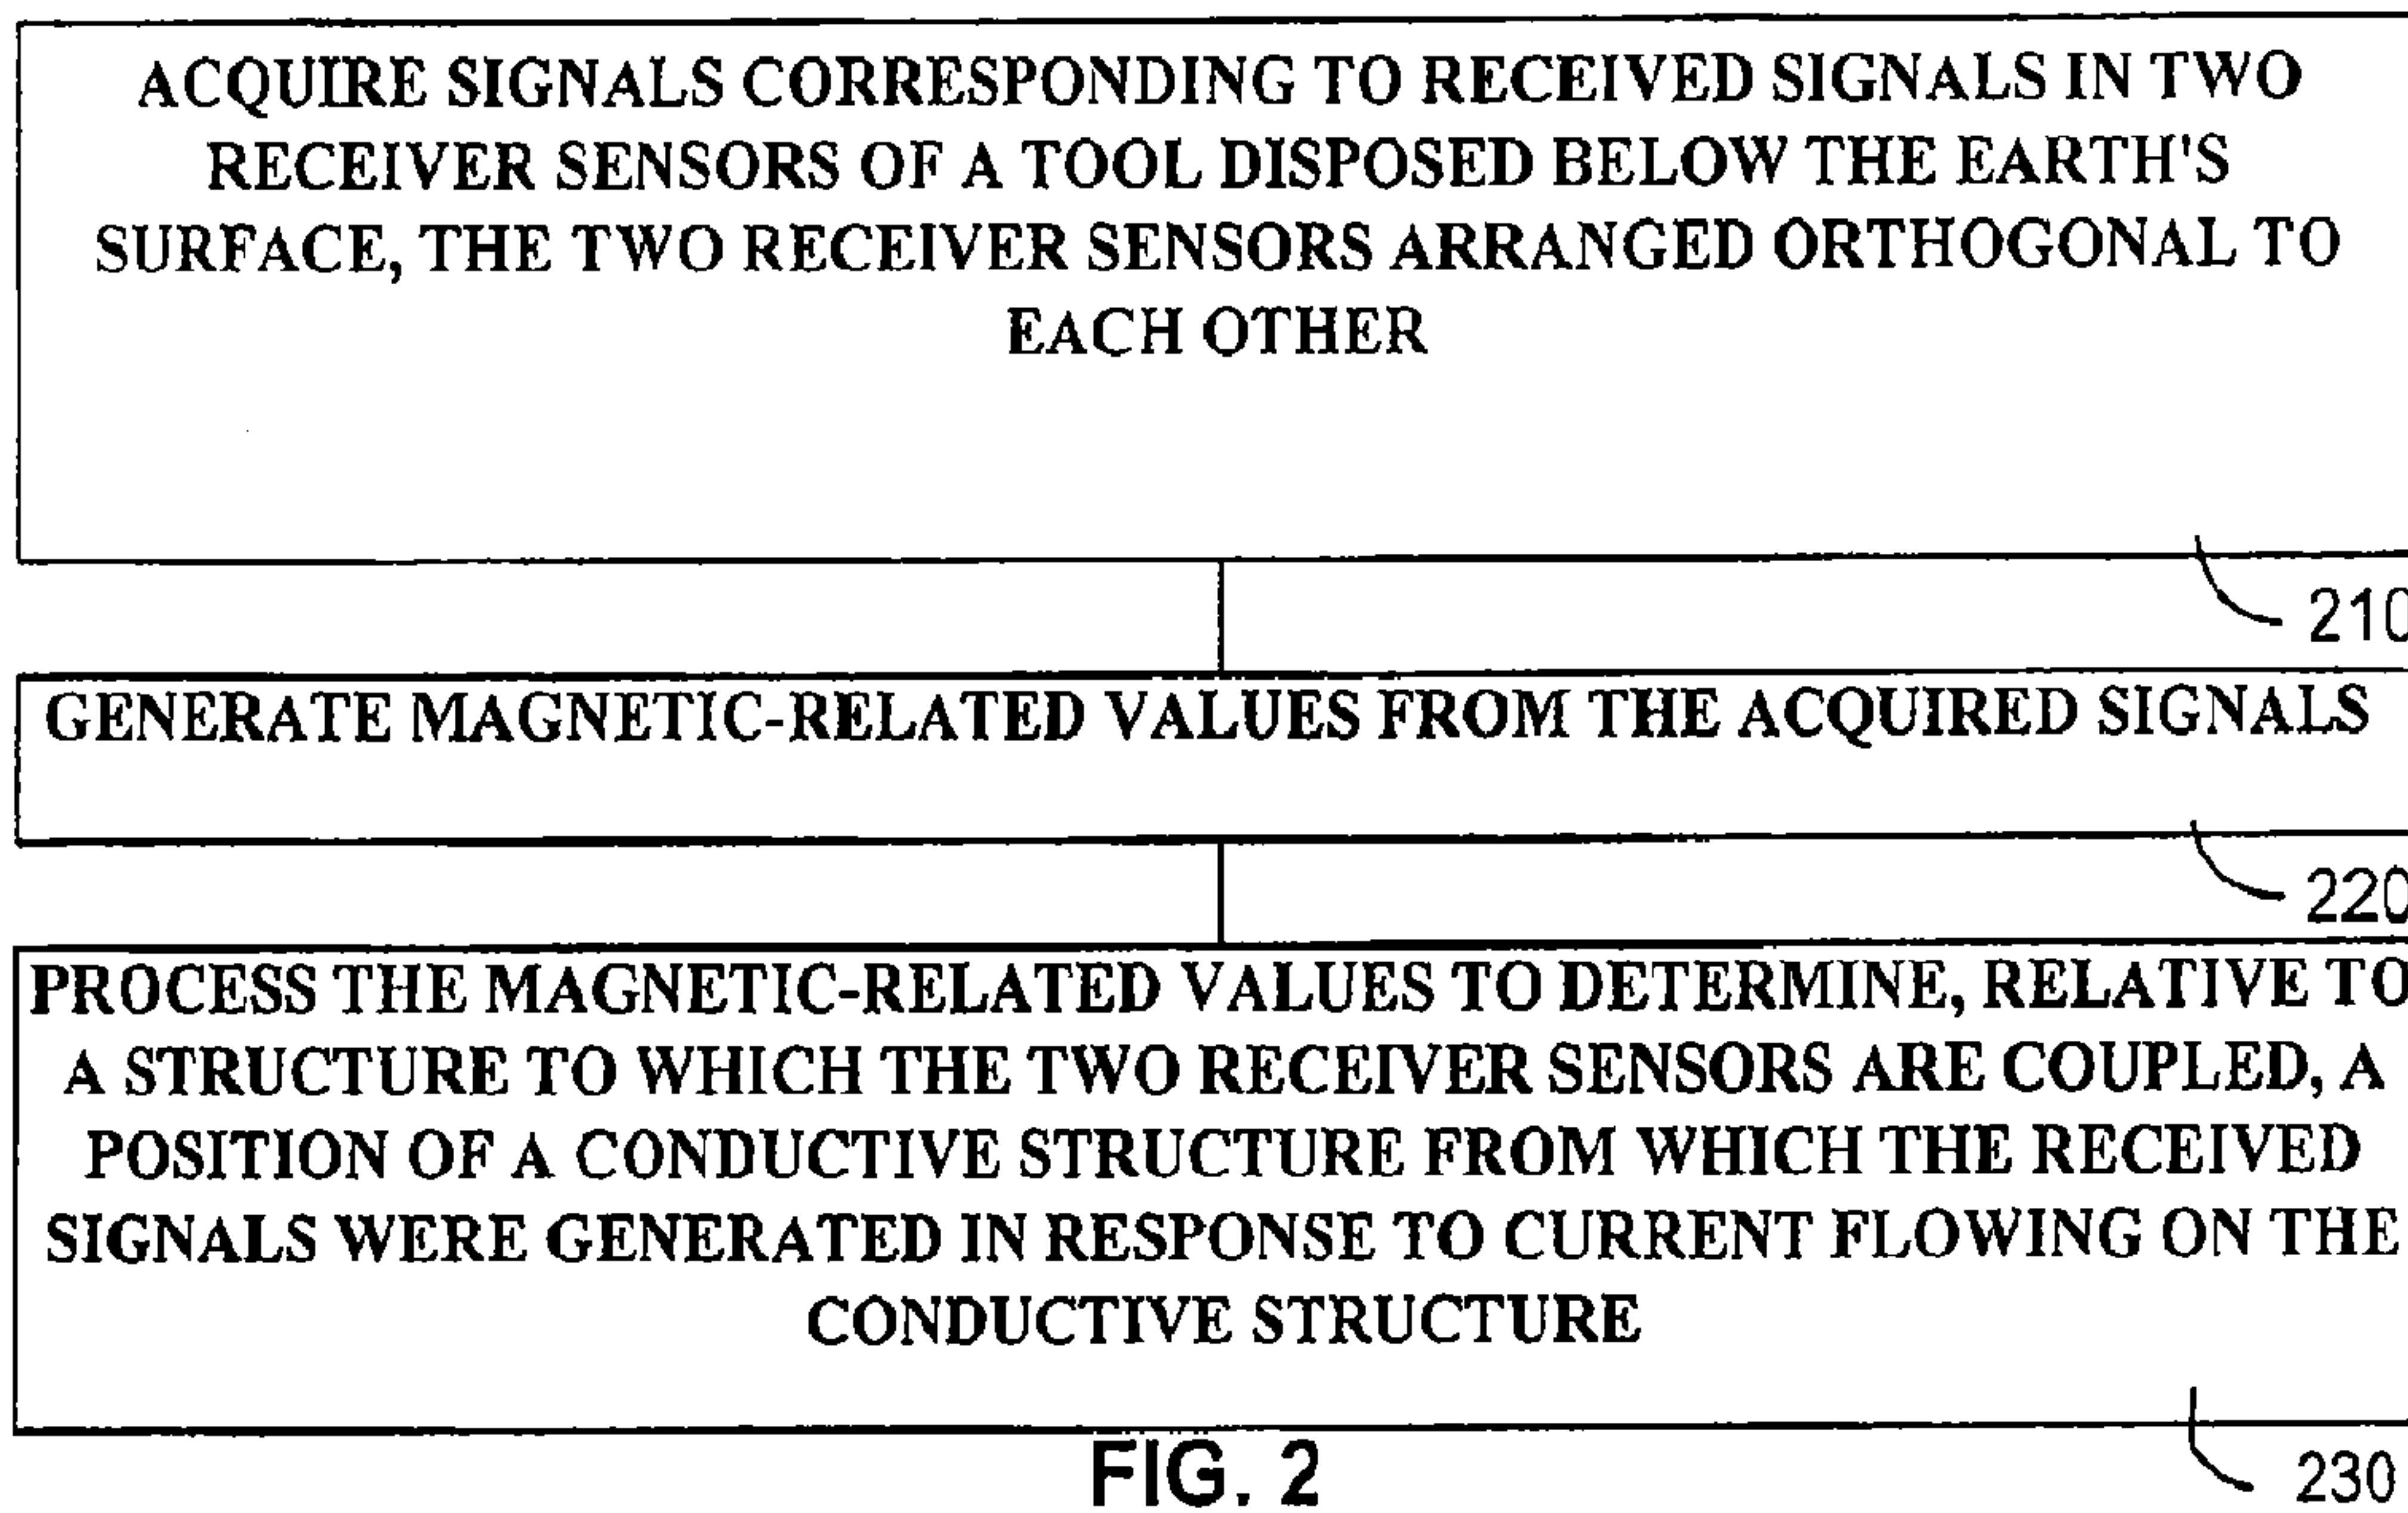 ACQUIRE SIGNALS CORRESPONDING TO RECEIVED SIGNALS IN TWO
RECEIVER SENSORS OF A TOOL DISPOSED BELOW THE EARTH'S
SURFACE, THE TWO RECEIVER SENSORS ARRANGED ORTHOGONAL TO
EACH OTHER
210
GENERATE MAGNETIC-RELATED VALUES FROM THE ACQUIRED SIGNALS
220
PROCESS THE MAGNETIC-RELATED VALUES TO DETERMINE, RELATIVE TO
A STRUCTURE TO WHICH THE TWO RECEIVER SENSORS ARE COUPLED, A
POSITION OF A CONDUCTIVE STRUCTURE FROM WHICH THE RECEIVED
SIGNALS WERE GENERATED IN RESPONSE TO CURRENT FLOWING ON THE
CONDUCTIVE STRUCTURE
FIG. 2
230